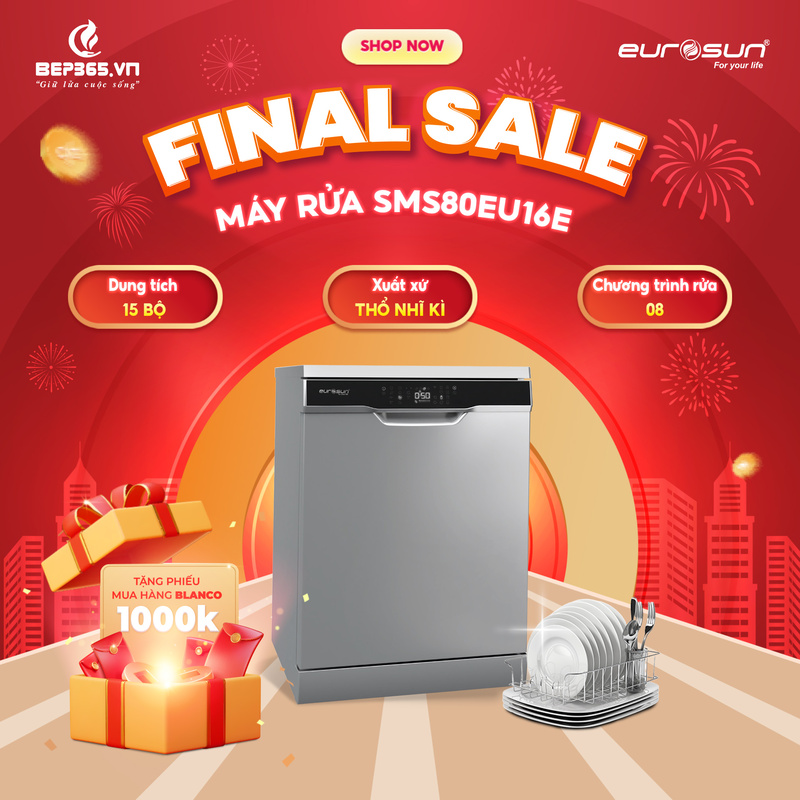 BEP365.VN
"Giữ lửa cuộc sống"
SHOP NOW
eurosun®
For your life
FINAL SALE
MÁY RỬA SMS80EU16E
Dung tích
15 BỘ
Xuất xứ
THỔ NHĨ KÌ
Chương trình rửa
08
eurosun
0:50
TẶNG PHIẾU
MUA HÀNG BLANCO
1000k